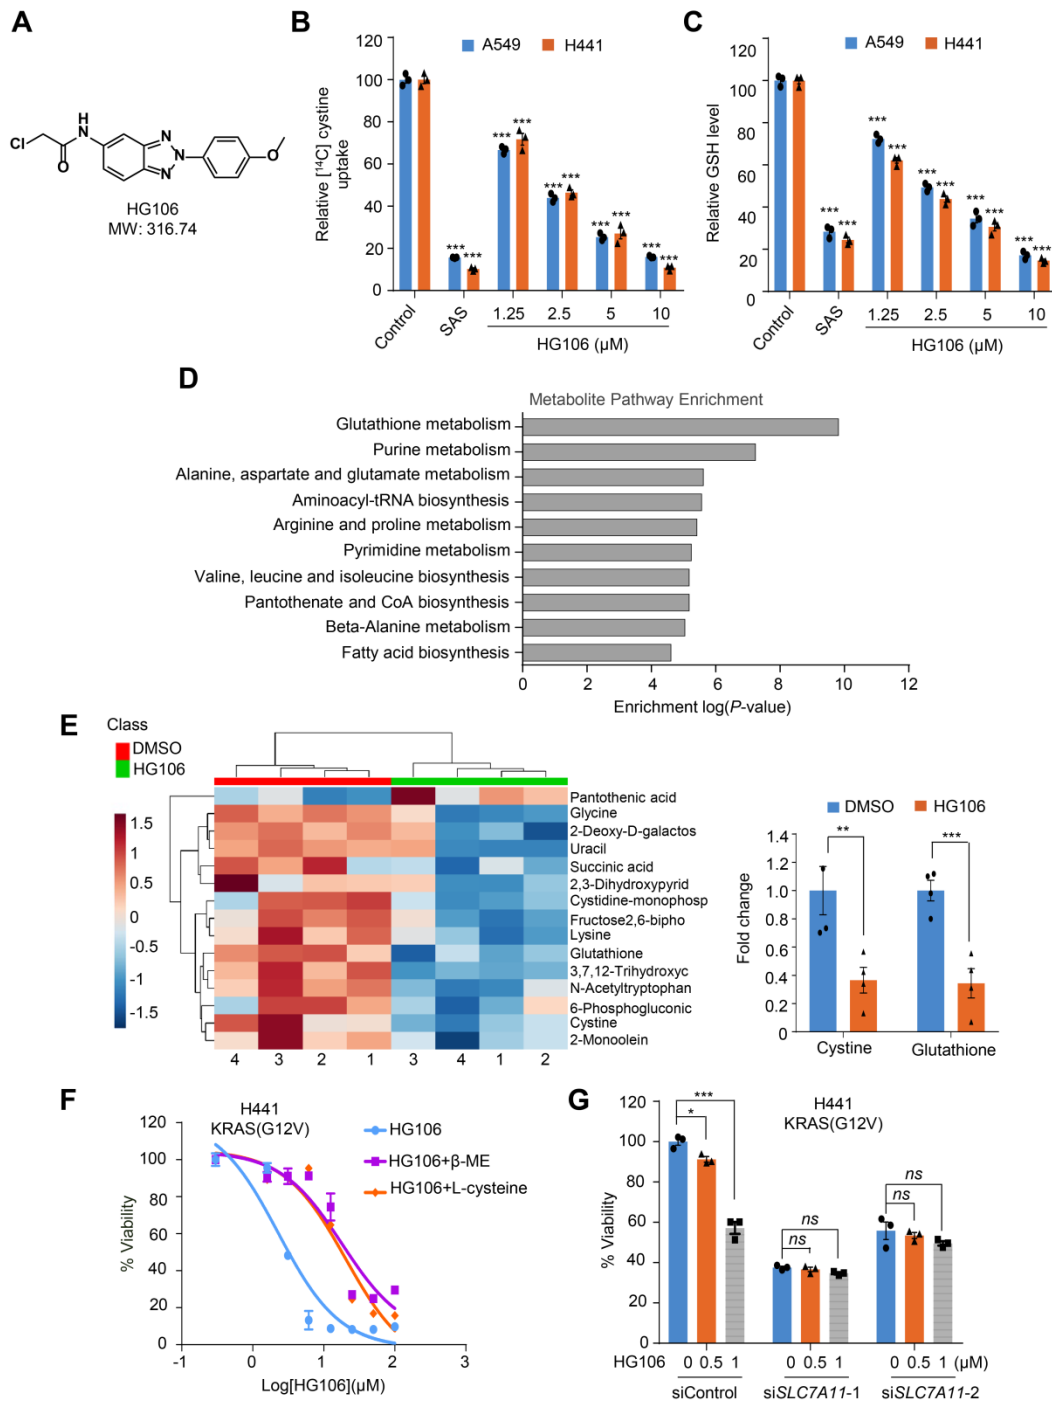 A
Cl
O
H
N
N
N
N
O
HG106
MW: 316.74
B
A549
H441
Relative [¹⁴C] cystine
uptake
120
100
80
60
40
20
0
***
***
***
***
***
***
***
***
***
***
Control
SAS
1.25
2.5
5
10
HG106 (μM)
C
A549
H441
Relative GSH level
120
100
80
60
40
20
0
***
***
***
***
***
***
***
***
***
***
Control
SAS
1.25
2.5
5
10
HG106 (μM)
D
Metabolite Pathway Enrichment
Glutathione metabolism
Purine metabolism
Alanine, aspartate and glutamate metabolism
Aminoacyl-tRNA biosynthesis
Arginine and proline metabolism
Pyrimidine metabolism
Valine, leucine and isoleucine biosynthesis
Pantothenate and CoA biosynthesis
Beta-Alanine metabolism
Fatty acid biosynthesis
0 2 4 6 8 10 12
Enrichment log(P-value)
E
Class
DMSO
HG106
1.5
1
0.5
0
-0.5
-1
-1.5
Pantothenic acid
Glycine
2-Deoxy-D-galactos
Uracil
Succinic acid
2,3-Dihydroxypyrid
Cystidine-monophosp
Fructose2,6-bipho
Lysine
Glutathione
3,7,12-Trihydroxyc
N-Acetyltryptophan
6-Phosphogluconic
Cystine
2-Monoolein
4 3 2 1 3 4 1 2
DMSO
HG106
Fold change
1.4
1.2
1.0
0.8
0.4
0.2
0
**
***
Cystine
Glutathione
F
H441
KRAS(G12V)
HG106
HG106+β-ME
HG106+L-cysteine
% Viability
120
100
80
60
40
20
0
-1 0 1 2 3
Log[HG106](μM)
G
H441
KRAS(G12V)
% Viability
120
100
80
60
40
20
0
***
*
ns
ns
ns
ns
HG106 0 0.5 1 0 0.5 1 0 0.5 1 (μM)
siControl
siSLC7A11-1
siSLC7A11-2